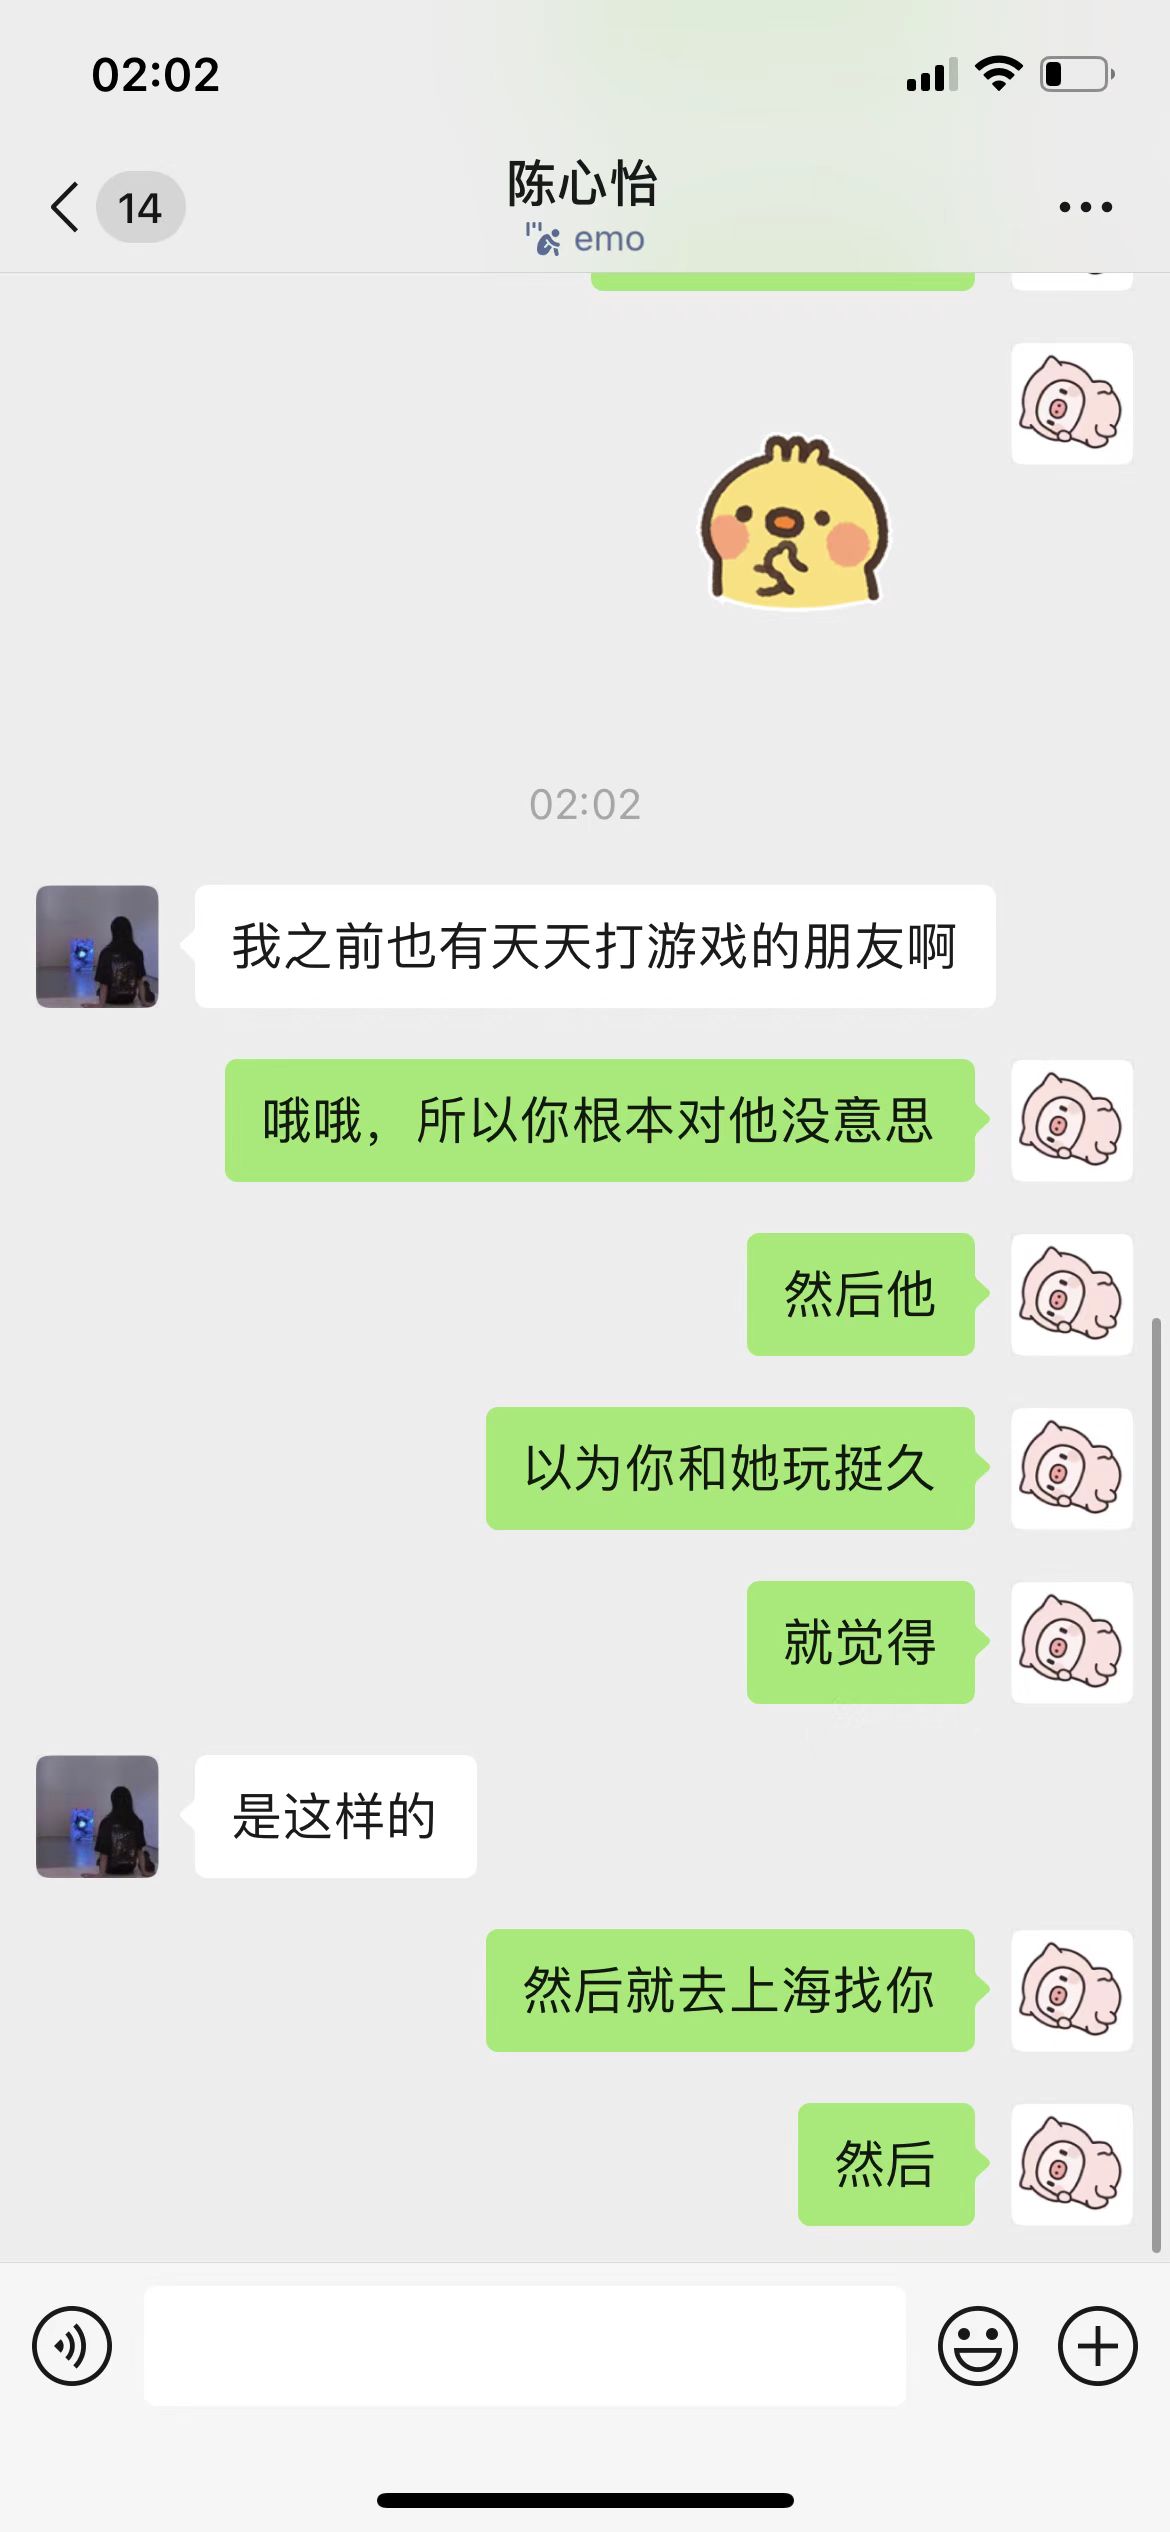 02:02
14
陈心怡
emo
02:02
我之前也有天天打游戏的朋友啊
哦哦，所以你根本对他没意思
然后他
以为你和她玩挺久
就觉得
是这样的
然后就去上海找你
然后